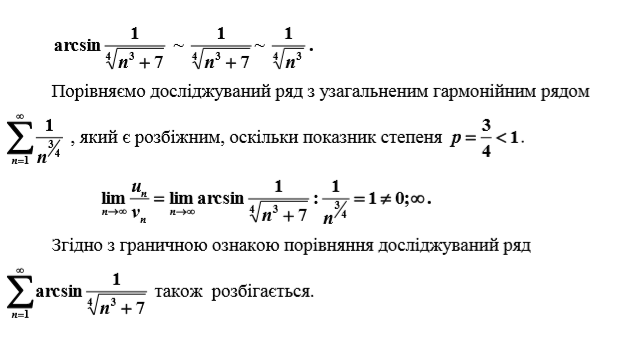 arcsin 1/∜(n³ + 7) ~ 1/∜(n³ + 7) ~ 1/∜(n³) .
Порівняємо досліджуваний ряд з узагальненим гармонійним рядом
∑_{n=1}^{∞} 1/n^{3/4} , який є розбіжним, оскільки показник степеня p = 3/4 < 1.
lim_{n→∞} u_n/v_n = lim_{n→∞} arcsin 1/∜(n³ + 7) : 1/n^{3/4} = 1 ≠ 0;∞ .
Згідно з граничною ознакою порівняння досліджуваний ряд
∑_{n=1}^{∞} arcsin 1/∜(n³ + 7) також розбігається.